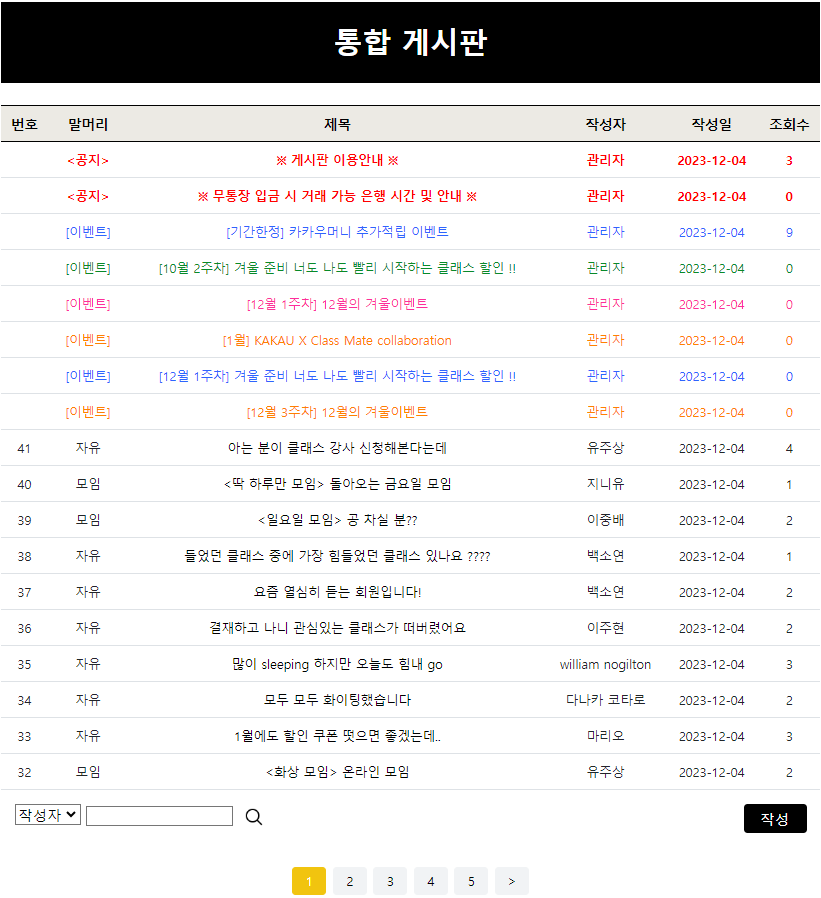 통합 게시판
번호 말머리 제목 작성자 작성일 조회수
<공지> ※ 게시판 이용안내 ※ 관리자 2023-12-04 3
<공지> ※ 무통장 입금 시 거래 가능 은행 시간 및 안내 ※ 관리자 2023-12-04 0
[이벤트] [기간한정] 카카우머니 추가적립 이벤트 관리자 2023-12-04 9
[이벤트] [10월 2주차] 겨울 준비 너도 나도 빨리 시작하는 클래스 할인 !! 관리자 2023-12-04 0
[이벤트] [12월 1주차] 12월의 겨울이벤트 관리자 2023-12-04 0
[이벤트] [1월] KAKAU X Class Mate collaboration 관리자 2023-12-04 0
[이벤트] [12월 1주차] 겨울 준비 너도 나도 빨리 시작하는 클래스 할인 !! 관리자 2023-12-04 0
[이벤트] [12월 3주차] 12월의 겨울이벤트 관리자 2023-12-04 0
41 자유 아는 분이 클래스 강사 신청해본다는데 유주상 2023-12-04 4
40 모임 <딱 하루만 모임> 돌아오는 금요일 모임 지니유 2023-12-04 1
39 모임 <일요일 모임> 공 차실 분?? 이중배 2023-12-04 2
38 자유 들었던 클래스 중에 가장 힘들었던 클래스 있나요 ???? 백소연 2023-12-04 1
37 자유 요즘 열심히 듣는 회원입니다! 백소연 2023-12-04 2
36 자유 결재하고 나니 관심있는 클래스가 떠버렸어요 이주현 2023-12-04 2
35 자유 많이 sleeping 하지만 오늘도 힘내 go william nogilton 2023-12-04 3
34 자유 모두 모두 화이팅했습니다 다나카 코타로 2023-12-04 2
33 자유 1월에도 할인 쿠폰 떳으면 좋겠는데.. 마리오 2023-12-04 3
32 모임 <화상 모임> 온라인 모임 유주상 2023-12-04 2
작성자 작성
1 2 3 4 5 >